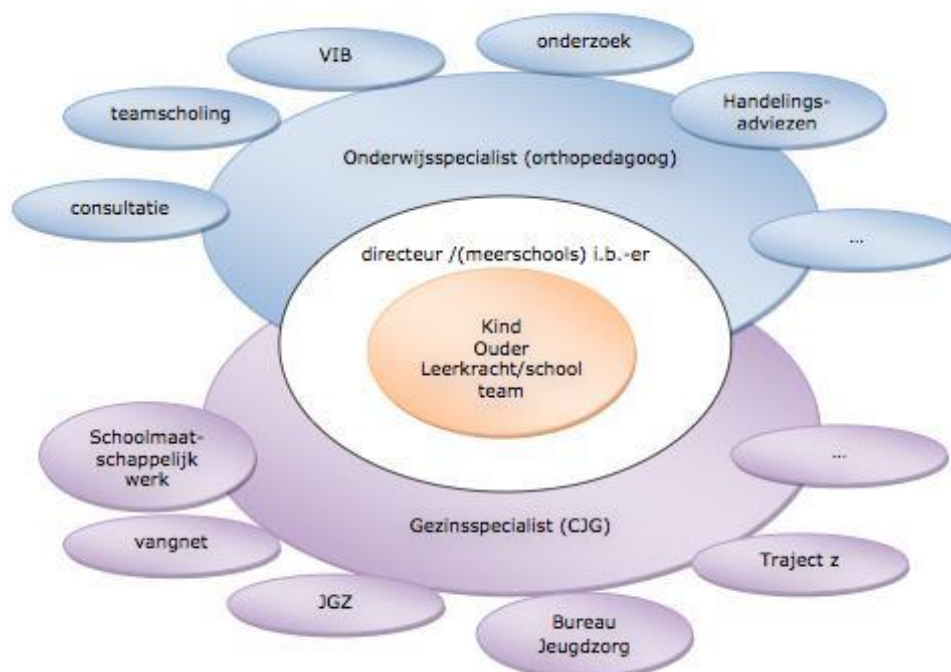 VIB
onderzoek
teamscholing
Handelings-
adviezen
Onderwijsspecialist (orthopedagoog)
consultatie
...
directeur /(meerschools) i.b.-er
Kind
Ouder
Leerkracht/school
team
Schoolmaat-
schappelijk
werk
...
Gezinsspecialist (CJG)
vangnet
Traject z
JGZ
Bureau
Jeugdzorg